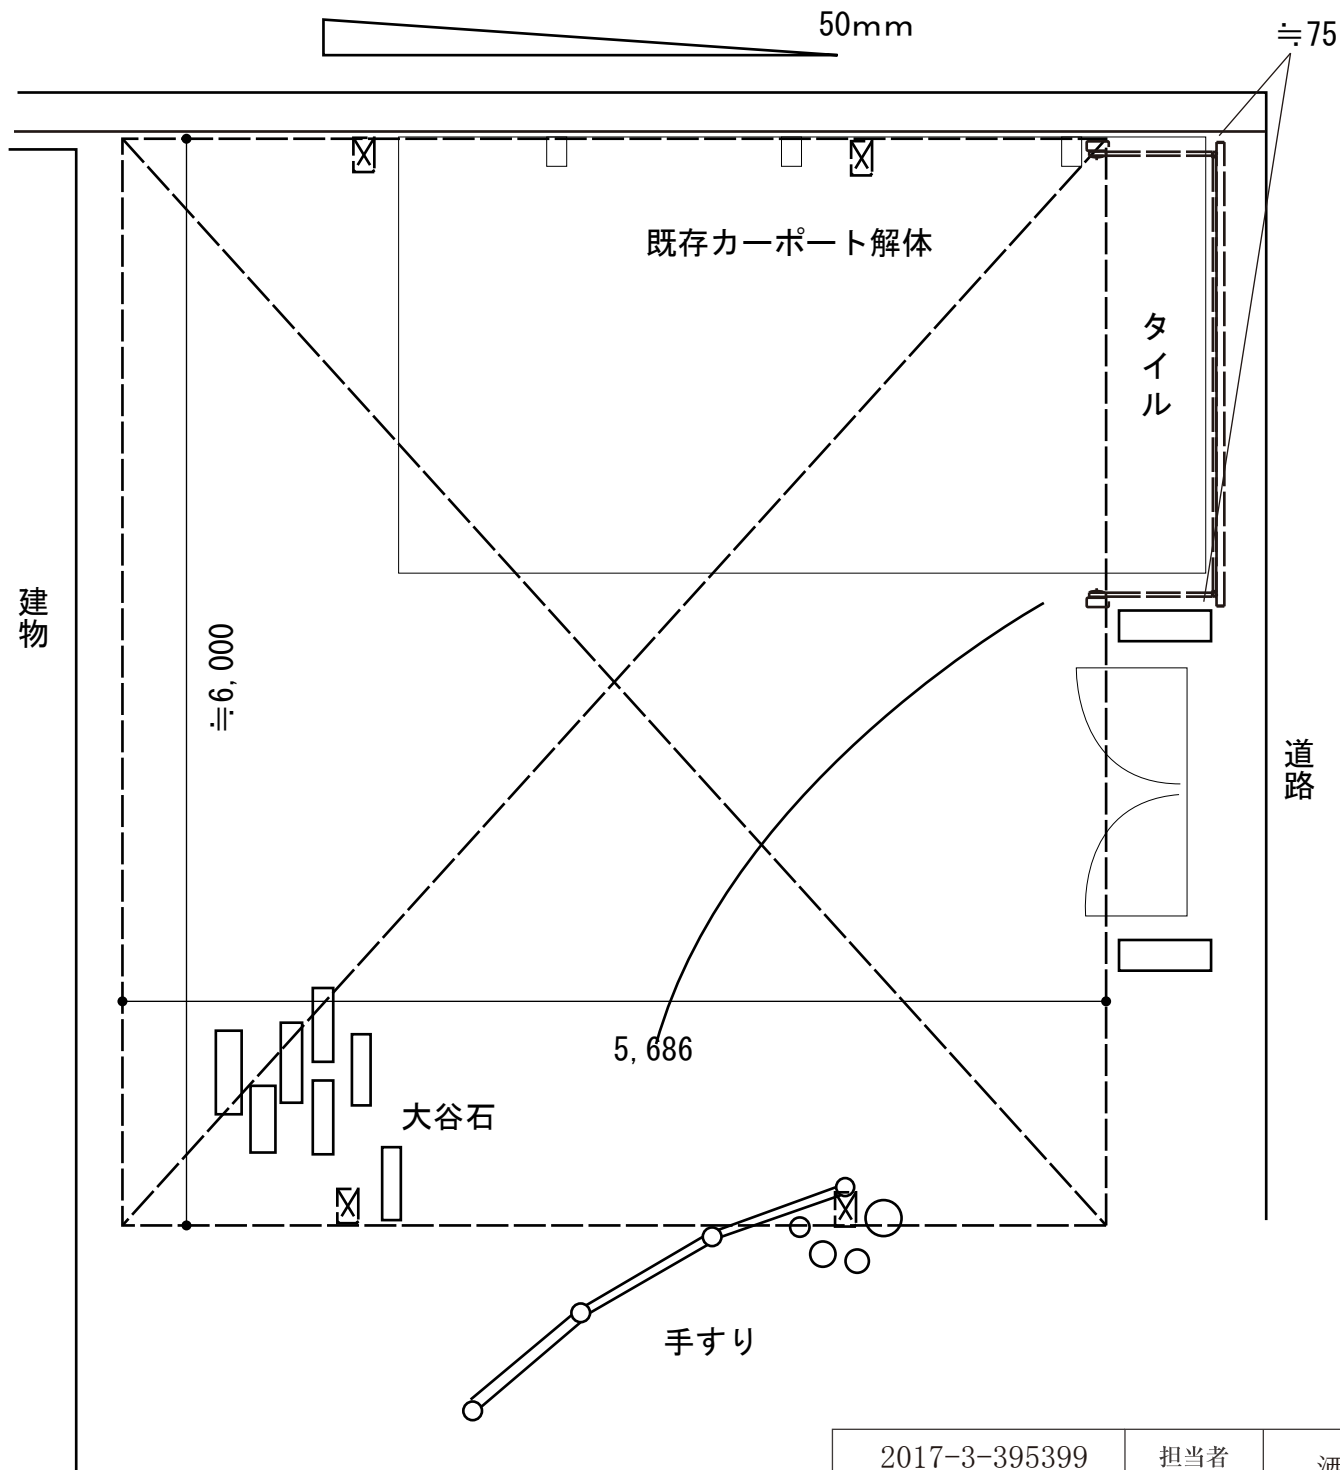 50mm
≒75
既存カーポート解体
タイル
建物
≒6,000
道路
5,686
大谷石
手すり
2017-3-395399
担当者